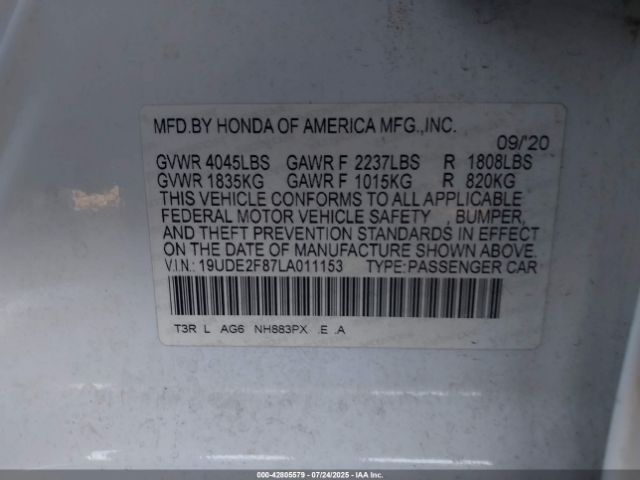 MFD.BY HONDA OF AMERICA MFG.,INC.
09/'20
GVWR 4045LBS GAWR F 2237LBS R 1808LBS
GVWR 1835KG GAWR F 1015KG R 820KG
THIS VEHICLE CONFORMS TO ALL APPLICABLE
FEDERAL MOTOR VEHICLE SAFETY , BUMPER,
AND THEFT PREVENTION STANDARDS IN EFFECT
ON THE DATE OF MANUFACTURE SHOWN ABOVE.
V.I.N.: 19UDE2F87LA011153 TYPE:PASSENGER CAR
T3R L AG6 NH883PX .E .A
000-42805579 - 07/24/2025 - IAAI.COM